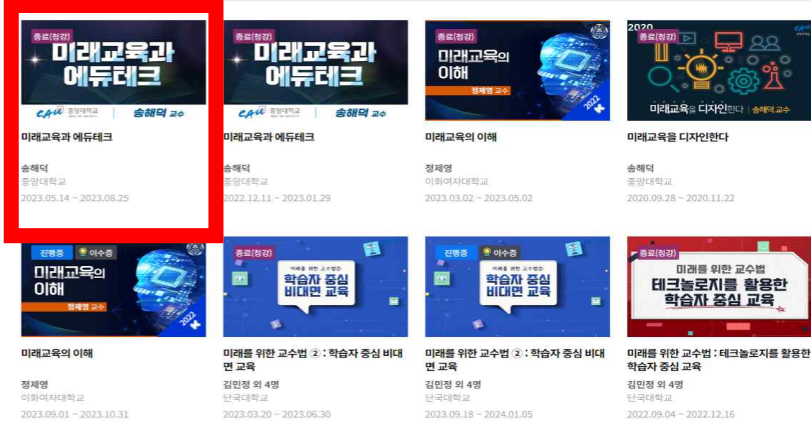 종료(청강)
미래교육과
에듀테크
CAU 중앙대학교 송해덕 교수
미래교육과 에듀테크
송해덕
중앙대학교
2023.05.14 ~ 2023.08.25
종료(청강)
미래교육과
에듀테크
CAU 중앙대학교 송해덕 교수
미래교육과 에듀테크
송해덕
중앙대학교
2022.12.11 ~ 2023.01.29
종료(청강)
미래교육의
이해
정제영 교수
2022
미래교육의 이해
정제영
이화여자대학교
2023.03.02 ~ 2023.05.02
2020
종료(청강)
미래교육을 디자인한다 | 송해덕 교수
미래교육을 디자인한다
송해덕
중앙대학교
2020.09.28 ~ 2020.11.22
진행중 이수증
미래교육의
이해
정제영 교수
2022
미래교육의 이해
정제영
이화여자대학교
2023.09.01 ~ 2023.10.31
종료(청강)
미래를 위한 교수법②
학습자 중심
비대면 교육
미래를 위한 교수법 ② : 학습자 중심 비대
면 교육
김민정 외 4명
단국대학교
2023.03.20 ~ 2023.06.30
진행중 이수증
미래를 위한 교수법②
학습자 중심
비대면 교육
미래를 위한 교수법 ② : 학습자 중심 비대
면 교육
김민정 외 4명
단국대학교
2023.09.18 ~ 2024.01.05
종료(청강)
미래를 위한 교수법
테크놀로지를 활용한
학습자 중심 교육
미래를 위한 교수법 : 테크놀로지를 활용한
학습자 중심 교육
김민정 외 4명
단국대학교
2022.09.04 ~ 2022.12.16